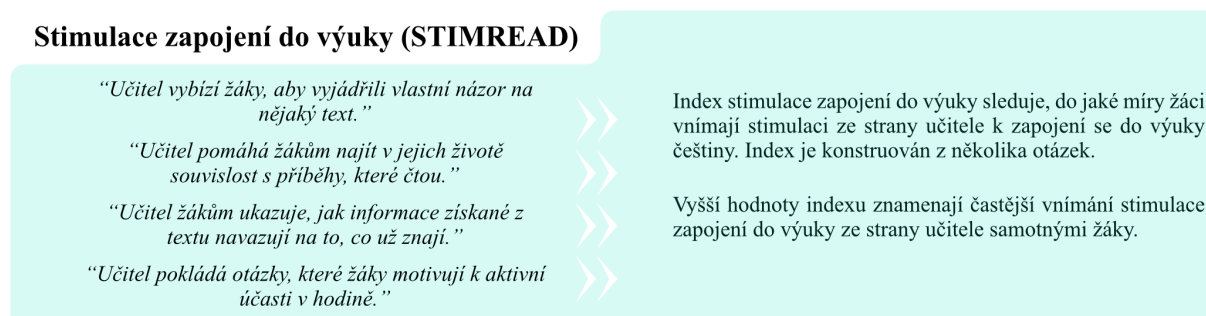 Stimulace zapojení do výuky (STIMREAD)
“Učitel vybízí žáky, aby vyjádřili vlastní názor na
nějaký text.”
“Učitel pomáhá žákům najít v jejich životě
souvislost s příběhy, které čtou.”
“Učitel žákům ukazuje, jak informace získané z
textu navazují na to, co už znají.”
“Učitel pokládá otázky, které žáky motivují k aktivní
účasti v hodině.”
Index stimulace zapojení do výuky sleduje, do jaké míry žáci
vnímají stimulaci ze strany učitele k zapojení se do výuky
češtiny. Index je konstruován z několika otázek.
Vyšší hodnoty indexu znamenají častější vnímání stimulace
zapojení do výuky ze strany učitele samotnými žáky.